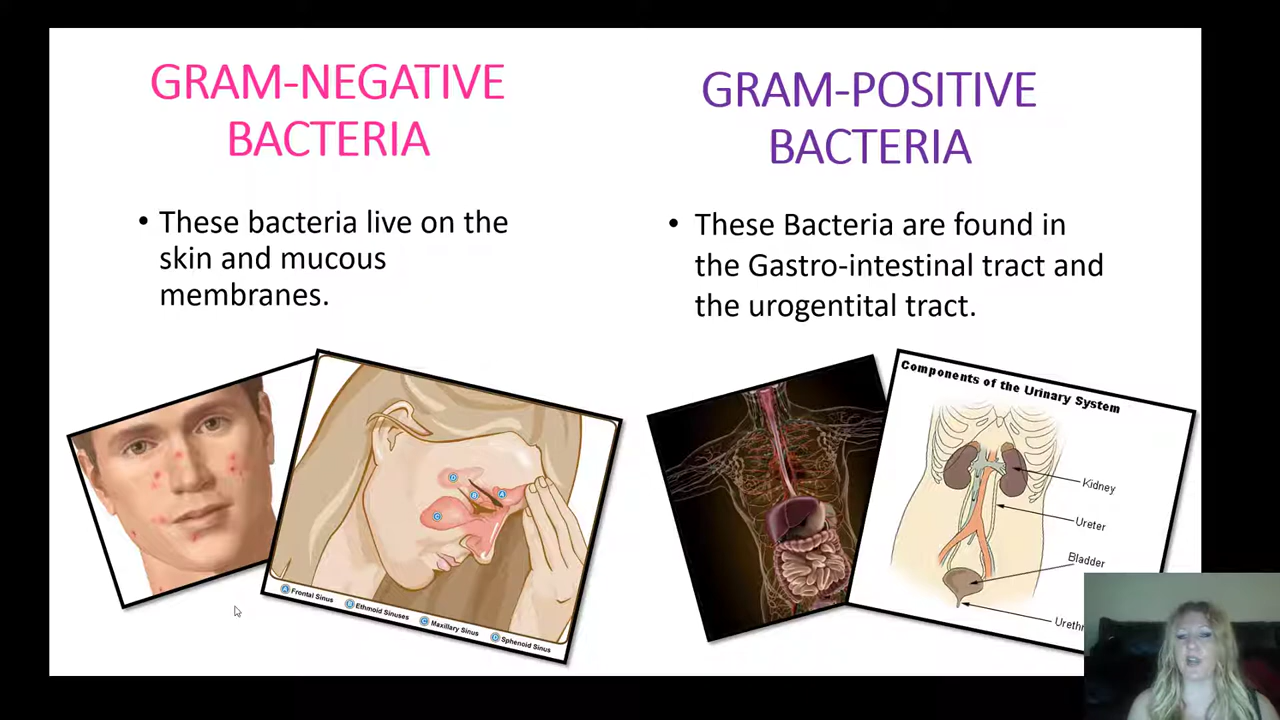 GRAM-NEGATIVE
BACTERIA
• These bacteria live on the
skin and mucous
membranes.
A Frontal Sinus
B Ethmoid Sinuses
C Maxillary Sinus
D Sphenoid Sinus
D
A
B
C
GRAM-POSITIVE
BACTERIA
• These Bacteria are found in
the Gastro-intestinal tract and
the urogentital tract.
Components of the Urinary System
Kidney
Ureter
Bladder
Urethr